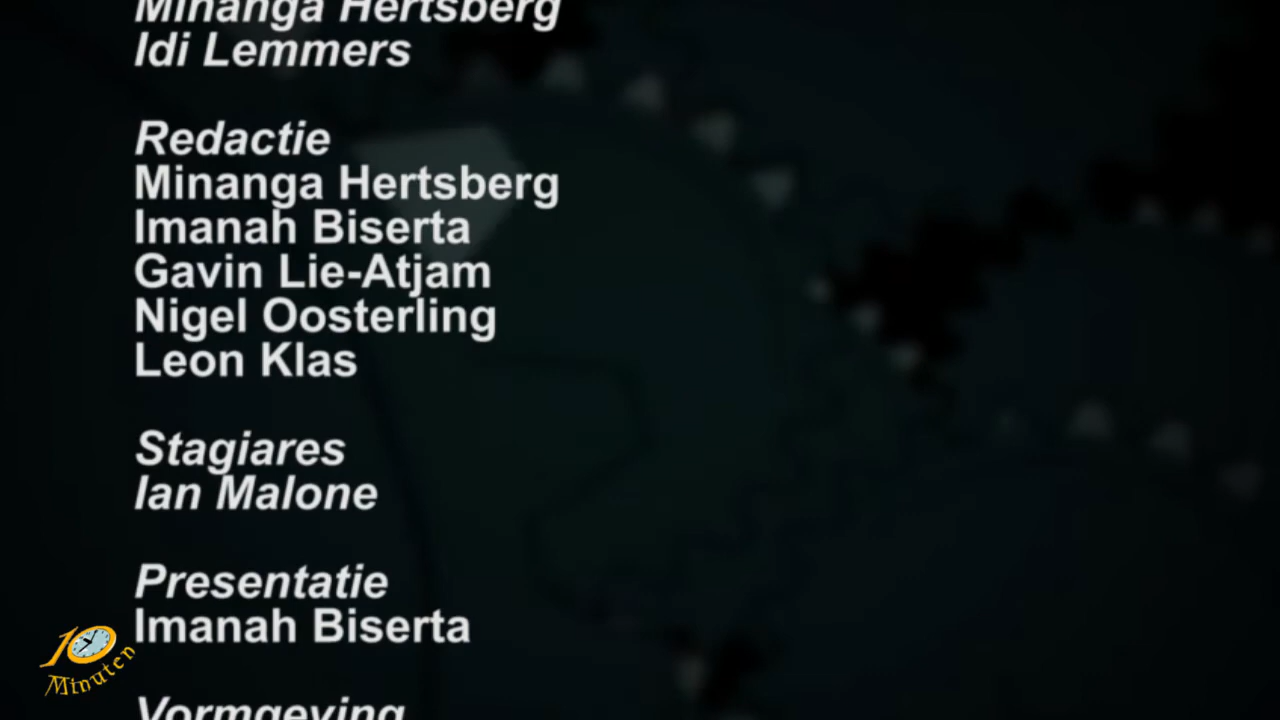 Minanga Hertsberg
Idi Lemmers
Redactie
Minanga Hertsberg
Imanah Biserta
Gavin Lie-Atjam
Nigel Oosterling
Leon Klas
Stagiares
Ian Malone
Presentatie
Imanah Biserta
10
Minuten
Vormgeving